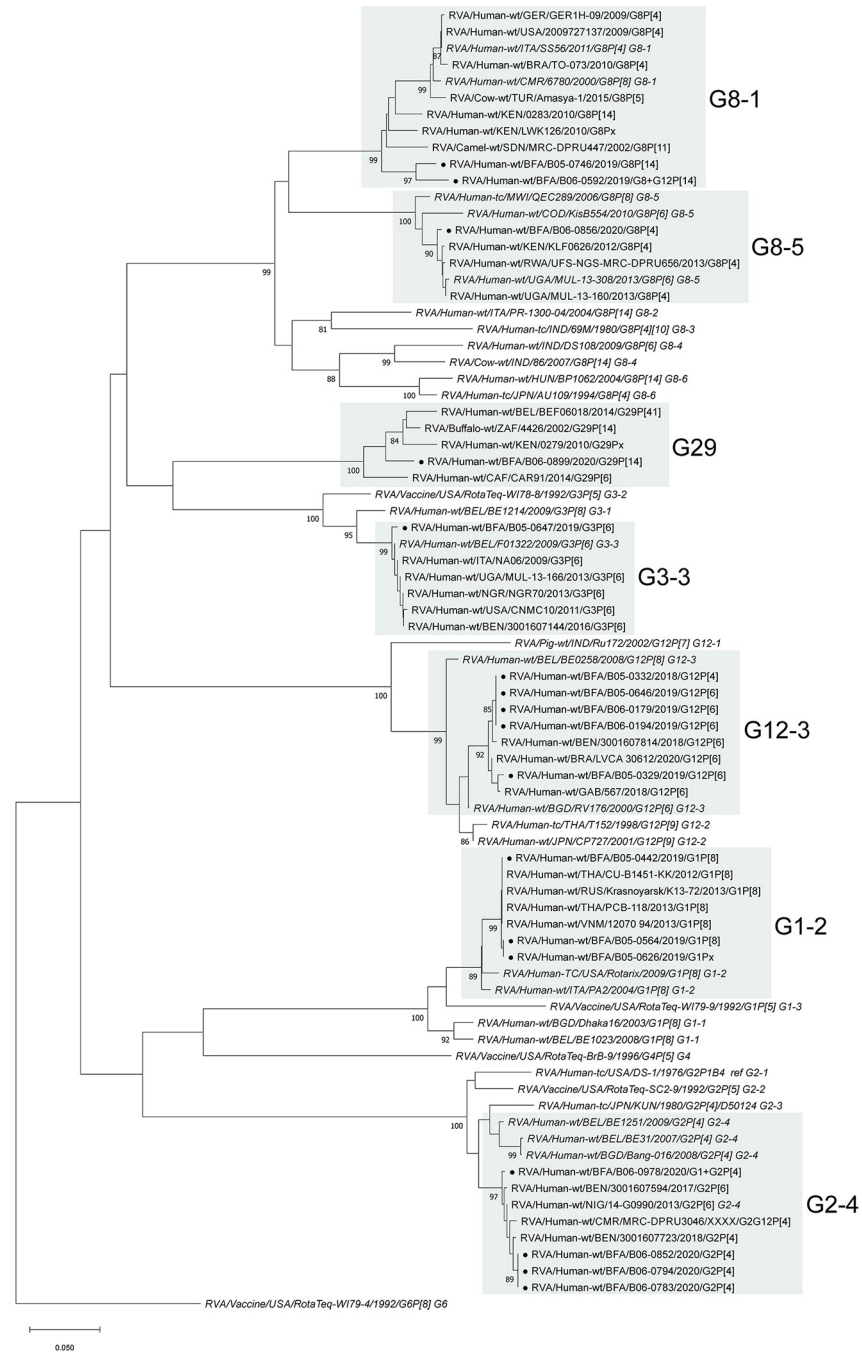 RVA/Human-wt/GER/GER1H-09/2009/G8P[4]
RVA/Human-wt/USA/2009727137/2009/G8P[4]
RVA/Human-wt/ITA/SS56/2011/G8P[4] G8-1
87
RVA/Human-wt/BRA/TO-073/2010/G8P[4]
RVA/Human-wt/CMR/6780/2000/G8P[8] G8-1
99
RVA/Cow-wt/TUR/Amasya-1/2015/G8P[5]
G8-1
RVA/Human-wt/KEN/0283/2010/G8P[14]
RVA/Human-wt/KEN/LWK126/2010/G8Px
RVA/Camel-wt/SDN/MRC-DPRU447/2002/G8P[11]
99
RVA/Human-wt/BFA/B05-0746/2019/G8P[14]
97
RVA/Human-wt/BFA/B06-0592/2019/G8+G12P[14]
RVA/Human-tc/MWI/QEC289/2006/G8P[8] G8-5
100
RVA/Human-wt/COD/KisB554/2010/G8P[6] G8-5
RVA/Human-wt/BFA/B06-0856/2020/G8P[4]
90
RVA/Human-wt/KEN/KLF0626/2012/G8P[4]
G8-5
RVA/Human-wt/RWA/UFS-NGS-MRC-DPRU656/2013/G8P[4]
99
RVA/Human-wt/UGA/MUL-13-308/2013/G8P[6] G8-5
RVA/Human-wt/UGA/MUL-13-160/2013/G8P[4]
RVA/Human-wt/ITA/PR-1300-04/2004/G8P[14] G8-2
81
RVA/Human-tc/IND/69M/1980/G8P[4][10] G8-3
RVA/Human-wt/IND/DS108/2009/G8P[6] G8-4
99
RVA/Cow-wt/IND/86/2007/G8P[14] G8-4
88
RVA/Human-wt/HUN/BP1062/2004/G8P[14] G8-6
100
RVA/Human-tc/JPN/AU109/1994/G8P[4] G8-6
RVA/Human-wt/BEL/BEF06018/2014/G29P[41]
RVA/Buffalo-wt/ZAF/4426/2002/G29P[14]
84
RVA/Human-wt/KEN/0279/2010/G29Px
G29
RVA/Human-wt/BFA/B06-0899/2020/G29P[14]
100
RVA/Human-wt/CAF/CAR91/2014/G29P[6]
RVA/Vaccine/USA/RotaTeq-WI78-8/1992/G3P[5] G3-2
100
RVA/Human-wt/BEL/BE1214/2009/G3P[8] G3-1
95
RVA/Human-wt/BFA/B05-0647/2019/G3P[6]
99
RVA/Human-wt/BEL/F01322/2009/G3P[6] G3-3
RVA/Human-wt/ITA/NA06/2009/G3P[6]
RVA/Human-wt/UGA/MUL-13-166/2013/G3P[6]
G3-3
RVA/Human-wt/NGR/NGR70/2013/G3P[6]
RVA/Human-wt/USA/CNMC10/2011/G3P[6]
RVA/Human-wt/BEN/3001607144/2016/G3P[6]
RVA/Pig-wt/IND/Ru172/2002/G12P[7] G12-1
RVA/Human-wt/BEL/BE0258/2008/G12P[8] G12-3
RVA/Human-wt/BFA/B05-0332/2018/G12P[4]
100
RVA/Human-wt/BFA/B05-0646/2019/G12P[6]
85
RVA/Human-wt/BFA/B06-0179/2019/G12P[6]
RVA/Human-wt/BFA/B06-0194/2019/G12P[6]
G12-3
99
RVA/Human-wt/BEN/3001607814/2018/G12P[6]
92
RVA/Human-wt/BRA/LVCA 30612/2020/G12P[6]
RVA/Human-wt/BFA/B05-0329/2019/G12P[6]
RVA/Human-wt/GAB/567/2018/G12P[6]
RVA/Human-wt/BGD/RV176/2000/G12P[6] G12-3
RVA/Human-tc/THA/T152/1998/G12P[9] G12-2
86
RVA/Human-wt/JPN/CP727/2001/G12P[9] G12-2
RVA/Human-wt/BFA/B05-0442/2019/G1P[8]
RVA/Human-wt/THA/CU-B1451-KK/2012/G1P[8]
RVA/Human-wt/RUS/Krasnoyarsk/K13-72/2013/G1P[8]
RVA/Human-wt/THA/PCB-118/2013/G1P[8]
99
RVA/Human-wt/VNM/12070 94/2013/G1P[8]
G1-2
RVA/Human-wt/BFA/B05-0564/2019/G1P[8]
RVA/Human-wt/BFA/B05-0626/2019/G1Px
89
RVA/Human-TC/USA/Rotarix/2009/G1P[8] G1-2
RVA/Human-wt/ITA/PA2/2004/G1P[8] G1-2
RVA/Vaccine/USA/RotaTeq-WI79-9/1992/G1P[5] G1-3
100
RVA/Human-wt/BGD/Dhaka16/2003/G1P[8] G1-1
92
RVA/Human-wt/BEL/BE1023/2008/G1P[8] G1-1
RVA/Vaccine/USA/RotaTeq-BrB-9/1996/G4P[5] G4
RVA/Human-tc/USA/DS-1/1976/G2P1B4 ref G2-1
RVA/Vaccine/USA/RotaTeq-SC2-9/1992/G2P[5] G2-2
RVA/Human-tc/JPN/KUN/1980/G2P[4]/D50124 G2-3
100
RVA/Human-wt/BEL/BE1251/2009/G2P[4] G2-4
RVA/Human-wt/BEL/BE31/2007/G2P[4] G2-4
99
RVA/Human-wt/BGD/Bang-016/2008/G2P[4] G2-4
RVA/Human-wt/BFA/B06-0978/2020/G1+G2P[4]
97
RVA/Human-wt/BEN/3001607594/2017/G2P[6]
G2-4
RVA/Human-wt/NIG/14-G0990/2013/G2P[6] G2-4
RVA/Human-wt/CMR/MRC-DPRU3046/XXXX/G2G12P[4]
RVA/Human-wt/BEN/3001607723/2018/G2P[4]
RVA/Human-wt/BFA/B06-0852/2020/G2P[4]
89
RVA/Human-wt/BFA/B06-0794/2020/G2P[4]
RVA/Human-wt/BFA/B06-0783/2020/G2P[4]
RVA/Vaccine/USA/RotaTeq-WI79-4/1992/G6P[8] G6
0.050